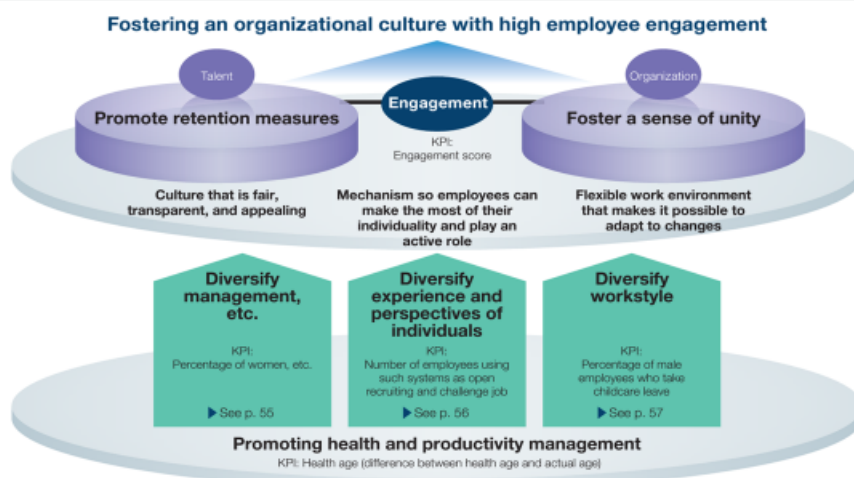 Fostering an organizational culture with high employee engagement
Talent
Organization
Promote retention measures
Engagement
Foster a sense of unity
KPI:
Engagement score
Culture that is fair,
transparent, and appealing
Mechanism so employees can
make the most of their
individuality and play an
active role
Flexible work environment
that makes it possible to
adapt to changes
Diversify
management,
etc.
KPI:
Percentage of women, etc.
▶ See p. 55
Diversify
experience and
perspectives of
individuals
KPI:
Number of employees using
such systems as open
recruiting and challenge job
▶ See p. 56
Diversify
workstyle
KPI:
Percentage of male
employees who take
childcare leave
▶ See p. 57
Promoting health and productivity management
KPI: Health age (difference between health age and actual age)